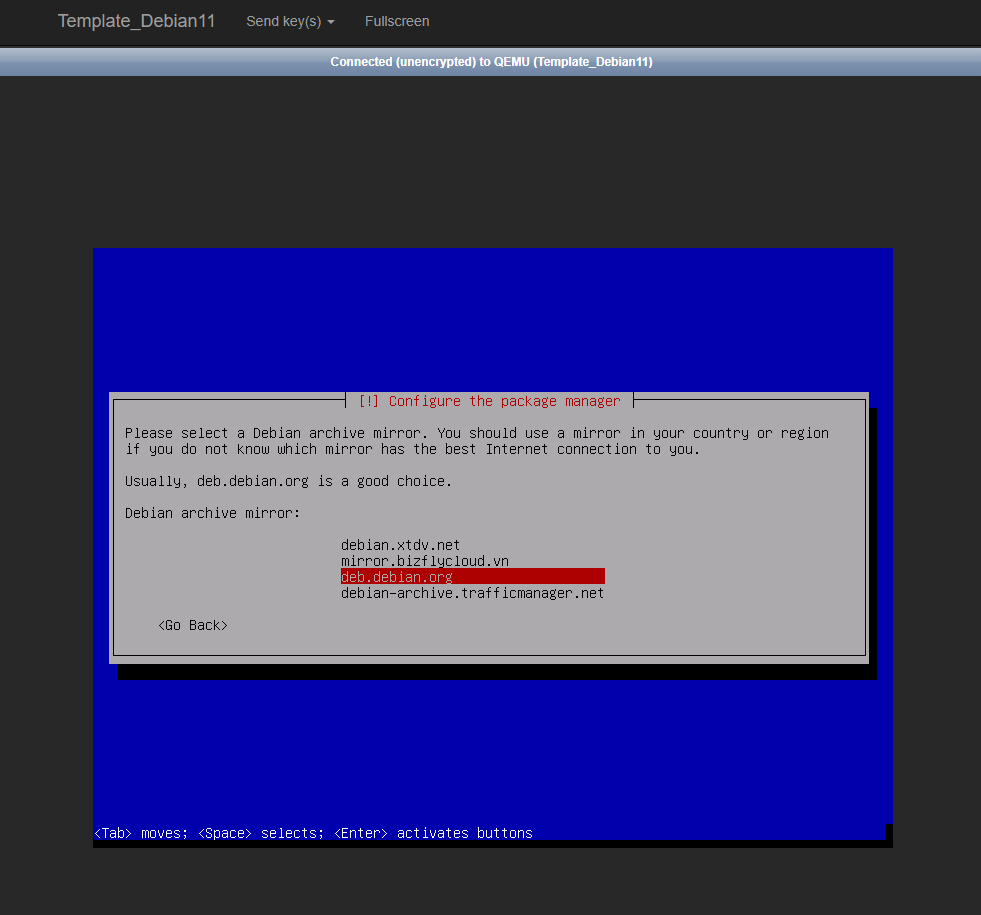 Template_Debian11 Send key(s) Fullscreen
Connected (unencrypted) to QEMU (Template_Debian11)
[!] Configure the package manager
Please select a Debian archive mirror. You should use a mirror in your country or region
if you do not know which mirror has the best Internet connection to you.
Usually, deb.debian.org is a good choice.
Debian archive mirror:
debian.xtdv.net
mirror.bizflycloud.vn
deb.debian.org
debian-archive.trafficmanager.net
<Go Back>
<Tab> moves; <Space> selects; <Enter> activates buttons